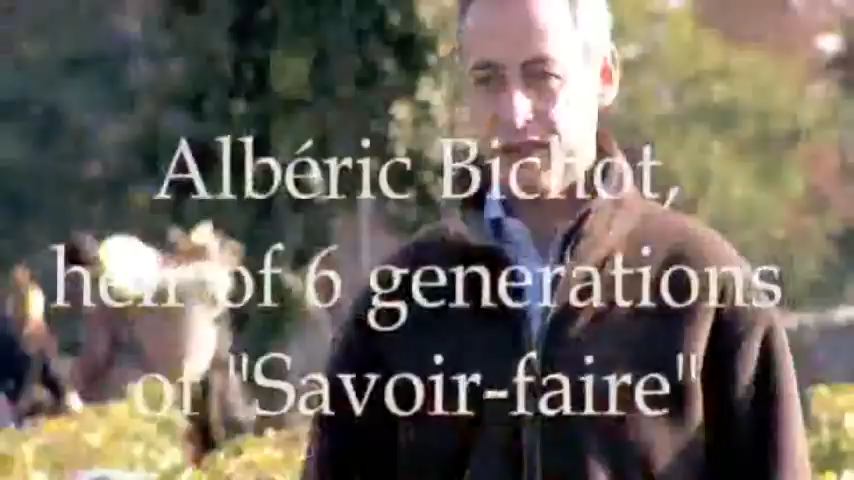 Albéric Bichot,
heir of 6 generations
of "Savoir-faire"